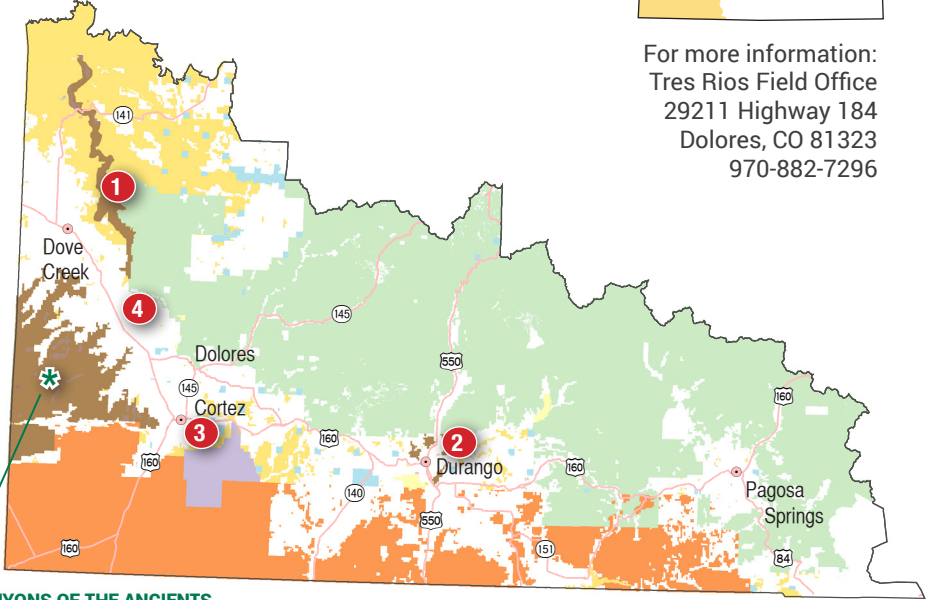 For more information:
Tres Rios Field Office
29211 Highway 184
Dolores, CO 81323
970-882-7296
141
1
Dove
Creek
4
145
Dolores
550
*
145
Cortez
160
3
160
2
160
160
Durango
140
Pagosa
Springs
550
151
160
84